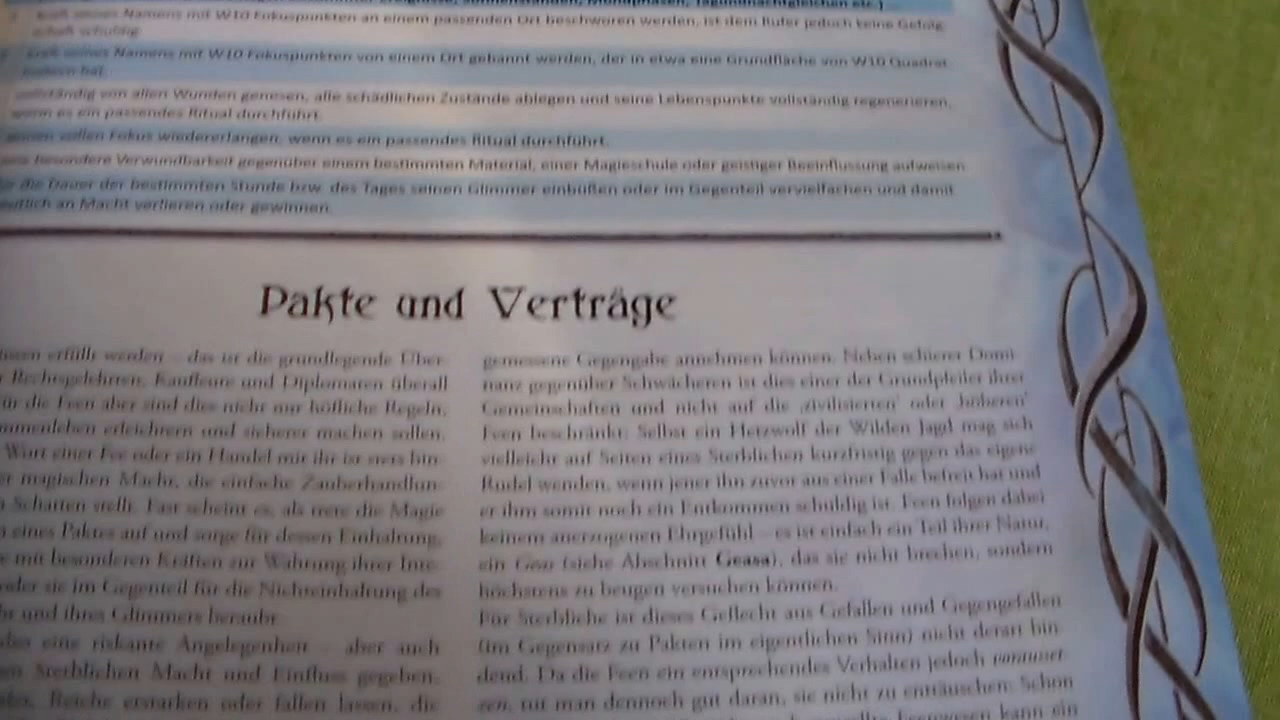 Kraft seines Namens mit W10 Fokuspunkten an einem passenden Ort beschworen werden, ist dem Rufer jedoch keine Gefolg-
schaft schuldig.
Kraft seines Namens mit W10 Fokuspunkten von einem Ort gebannt werden, der in etwa eine Grundfläche von W10 Quadrat-
vollständig von allen Wunden genesen, alle schädlichen Zustände ablegen und seine Lebenspunkte vollständig regenerieren,
wenn es ein passendes Ritual durchführt.
seinen vollen Fokus wiedererlangen, wenn es ein passendes Ritual durchführt.
besondere Verwundbarkeit gegenüber einem bestimmten Material, einer Magieschule oder geistiger Beeinflussung aufweisen
die Dauer der bestimmten Stunde bzw. des Tages seinen Glimmer einbüßen oder im Gegenteil vervielfachen und damit
an Macht verlieren oder gewinnen.
Pakte und Verträge
erfüllt werden – das ist die grundlegende Über-
Rechtsgelehrten, Kaufleute und Diplomaten überall
die Feen aber sind dies nicht nur höfliche Regeln,
erleichtern und sicherer machen sollen.
Wort einer Fee oder ein Handel mit ihr ist stets bin-
magischen Macht, die einfache Zauberhandlun-
Schatten stellt. Fast scheint es, als trete die Magie
eines Paktes auf und sorge für dessen Einhaltung,
mit besonderen Kräften zur Wahrung ihrer
oder sie im Gegenteil für die Nichteinhaltung des
und ihres Glimmers beraubt.
eine riskante Angelegenheit – aber auch
Sterblichen Macht und Einfluss gegeben,
Reiche erstarken oder fallen lassen, die
gemessene Gegengabe annehmen können. Neben schierer Domi-
nanz gegenüber Schwächeren ist dies einer der Grundpfeiler ihrer
Gemeinschaften und nicht auf die ‚zivilisierten' oder ‚höheren'
Feen beschränkt: Selbst ein Hetzwolf der Wilden Jagd mag sich
vielleicht auf Seiten eines Sterblichen kurzfristig gegen das eigene
Rudel wenden, wenn jener ihn zuvor aus einer Falle befreit hat und
er ihm somit noch ein Entkommen schuldig ist. Feen folgen dabei
keinem anerzogenen Ehrgefühl – es ist einfach ein Teil ihrer Natur,
ein Geas (siehe Abschnitt Geasa), das sie nicht brechen, sondern
höchstens zu beugen versuchen können.
Für Sterbliche ist dieses Geflecht aus Gefallen und Gegengefallen
(im Gegensatz zu Pakten im eigentlichen Sinn) nicht derart bin-
dend. Da die Feen ein entsprechendes Verhalten jedoch vorausset-
zen, tut man dennoch gut daran, sie nicht zu enttäuschen: Schon
Feenwesen kann ein